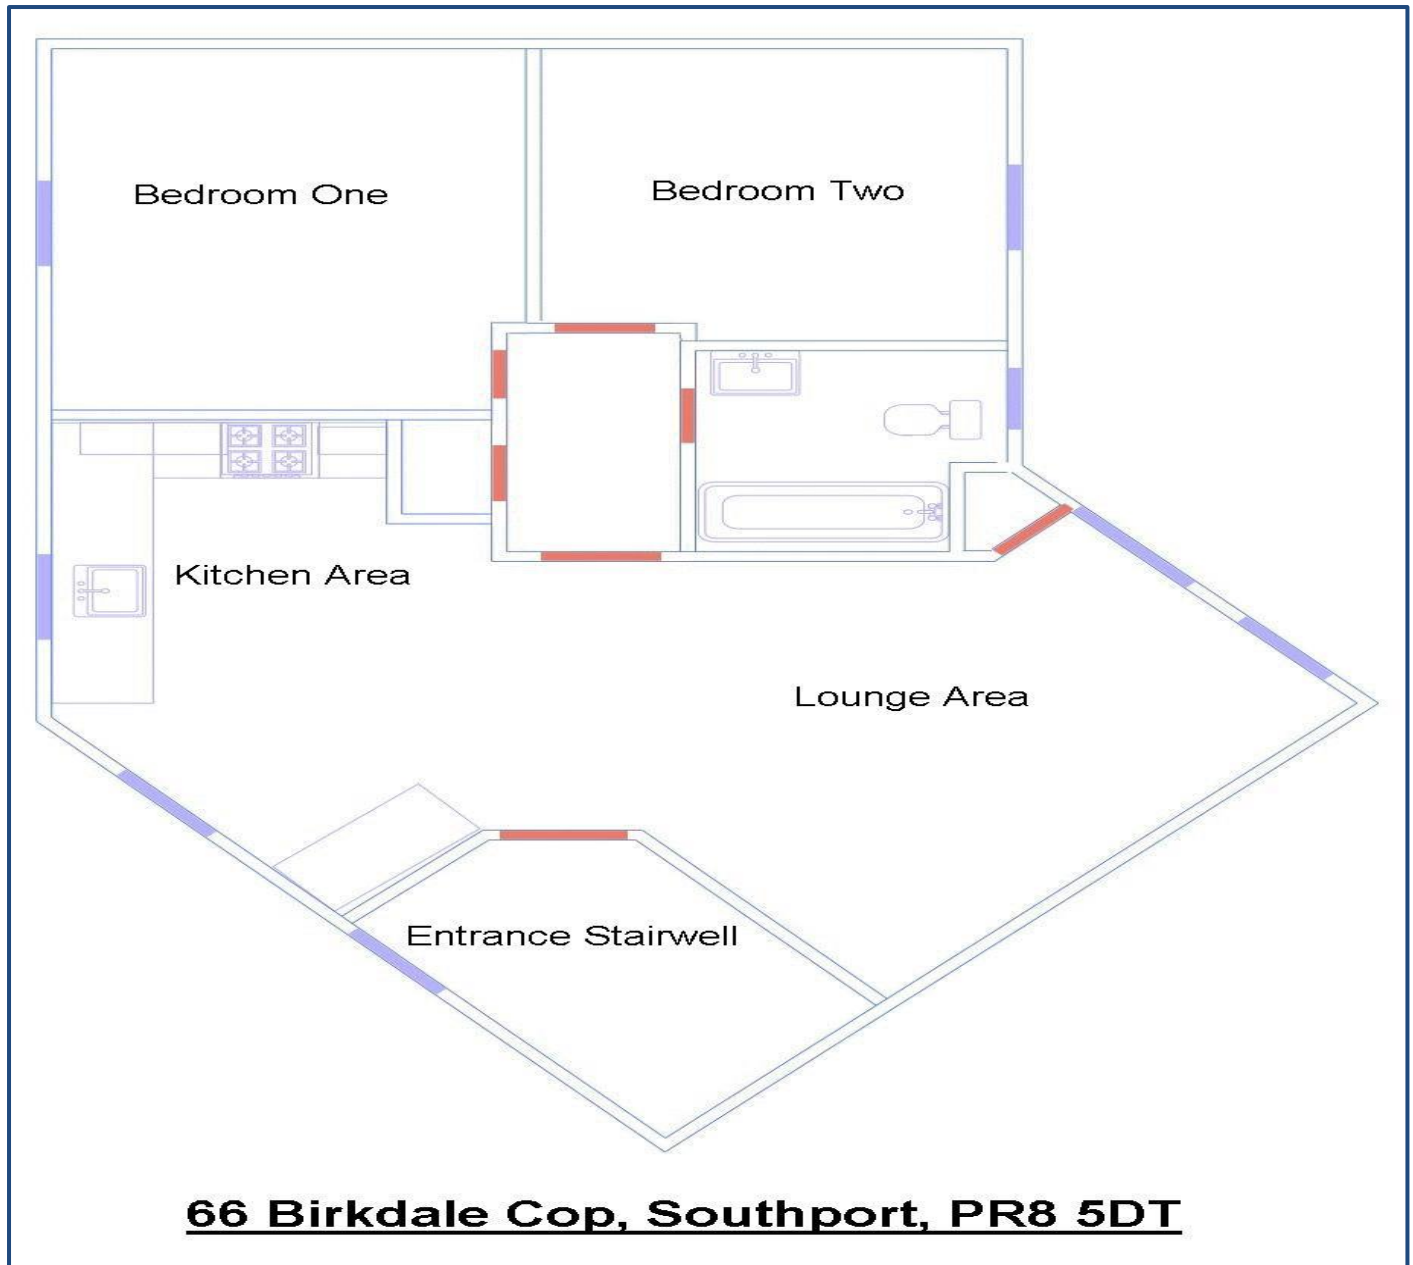 Bedroom One
Bedroom Two
Kitchen Area
Lounge Area
Entrance Stairwell
66 Birkdale Cop, Southport, PR8 5DT